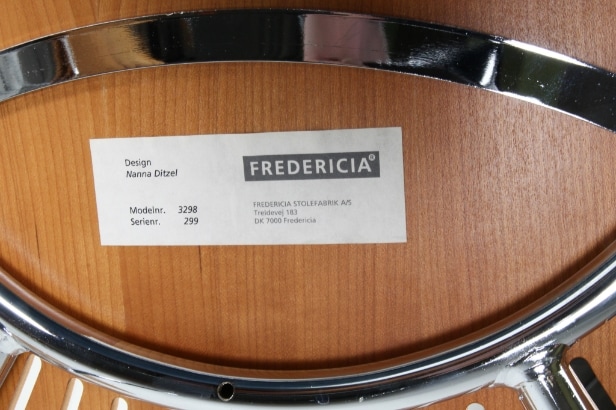 Design
Nanna Ditzel
Modelnr. 3298
Serienr. 299
FREDERICIA®
FREDERICIA STOLEFABRIK A/S
Treldevej 183
DK 7000 Fredericia